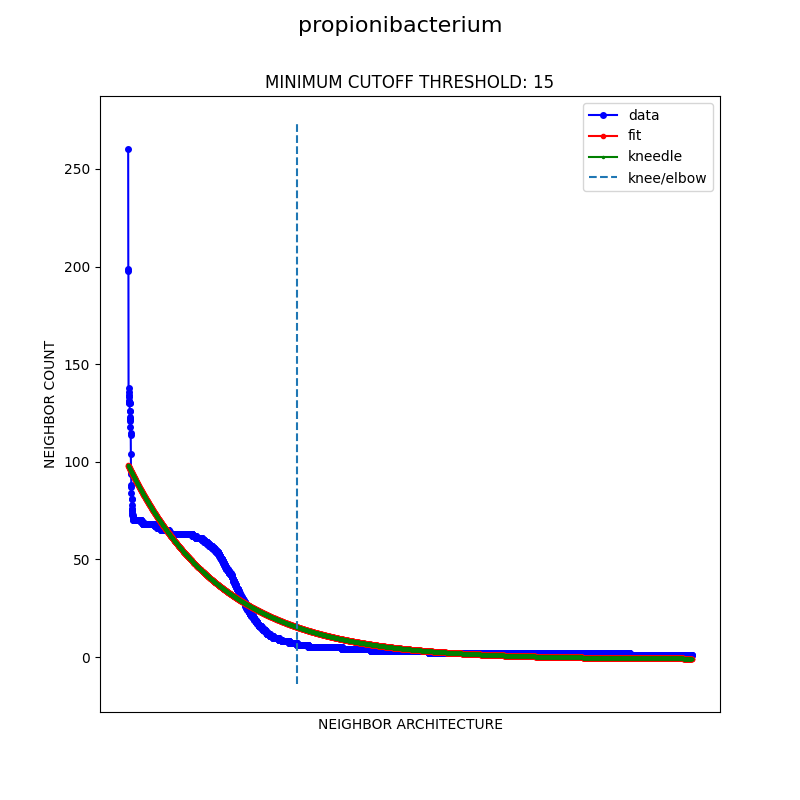 propionibacterium
MINIMUM CUTOFF THRESHOLD: 15
data
fit
kneedle
knee/elbow
250
200
150
100
50
0
NEIGHBOR COUNT
NEIGHBOR ARCHITECTURE